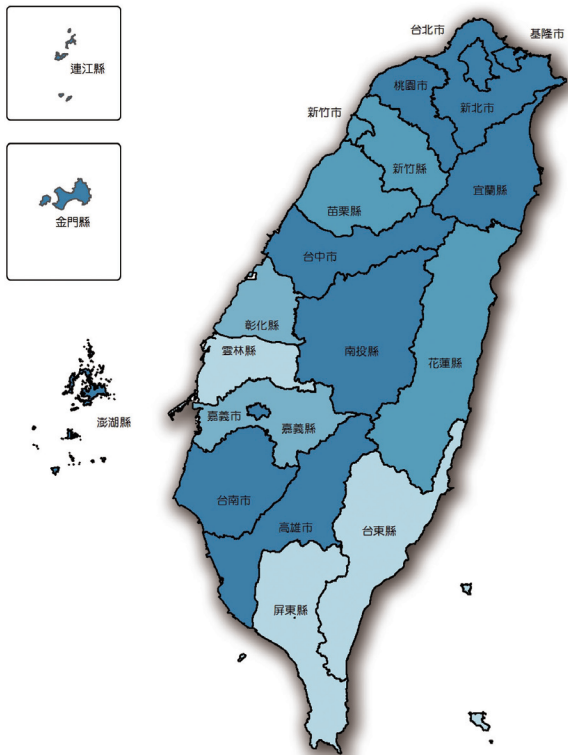 台北市
基隆市
連江縣
桃園市
新北市
新竹市
新竹縣
宜蘭縣
金門縣
苗栗縣
台中市
彰化縣
雲林縣
南投縣
花蓮縣
澎湖縣
嘉義市
嘉義縣
台南市
高雄市
台東縣
屏東縣